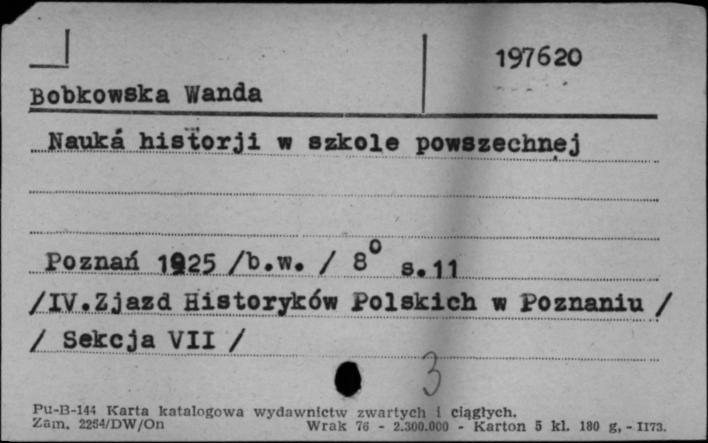 197620
Bobkowska Wanda
Nauká historji w szkole powszechnej
Poznań 1925 /b.w. / 8⁰ s.11
/IV.Zjazd Historyków Polskich w Poznaniu /
/ Sekcja VII /
3
Pu-B-144 Karta katalogowa wydawnictw zwartych i ciągłych.
Zam. 2254/DW/On Wrak 76 - 2.300.000 - Karton 5 kl. 180 g, - 1173.